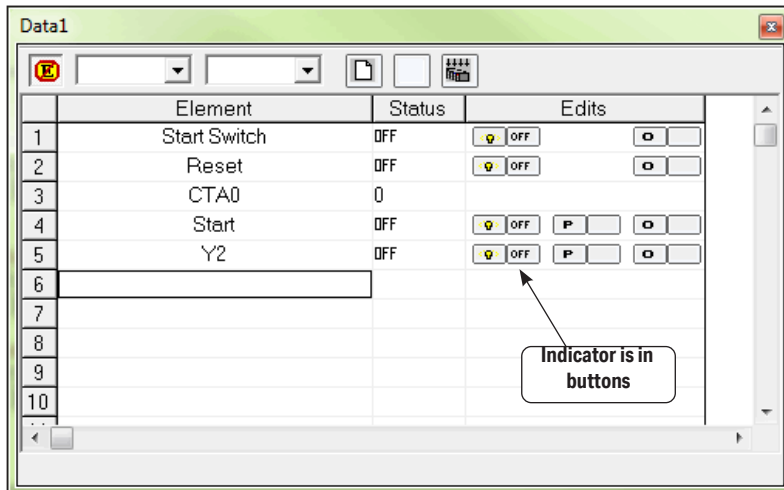 Data1
E
Element Status Edits
1 Start Switch OFF OFF O
2 Reset OFF OFF O
3 CTA0 0
4 Start OFF OFF P O
5 Y2 OFF OFF P O
6
7
8
9
10
Indicator is in
buttons